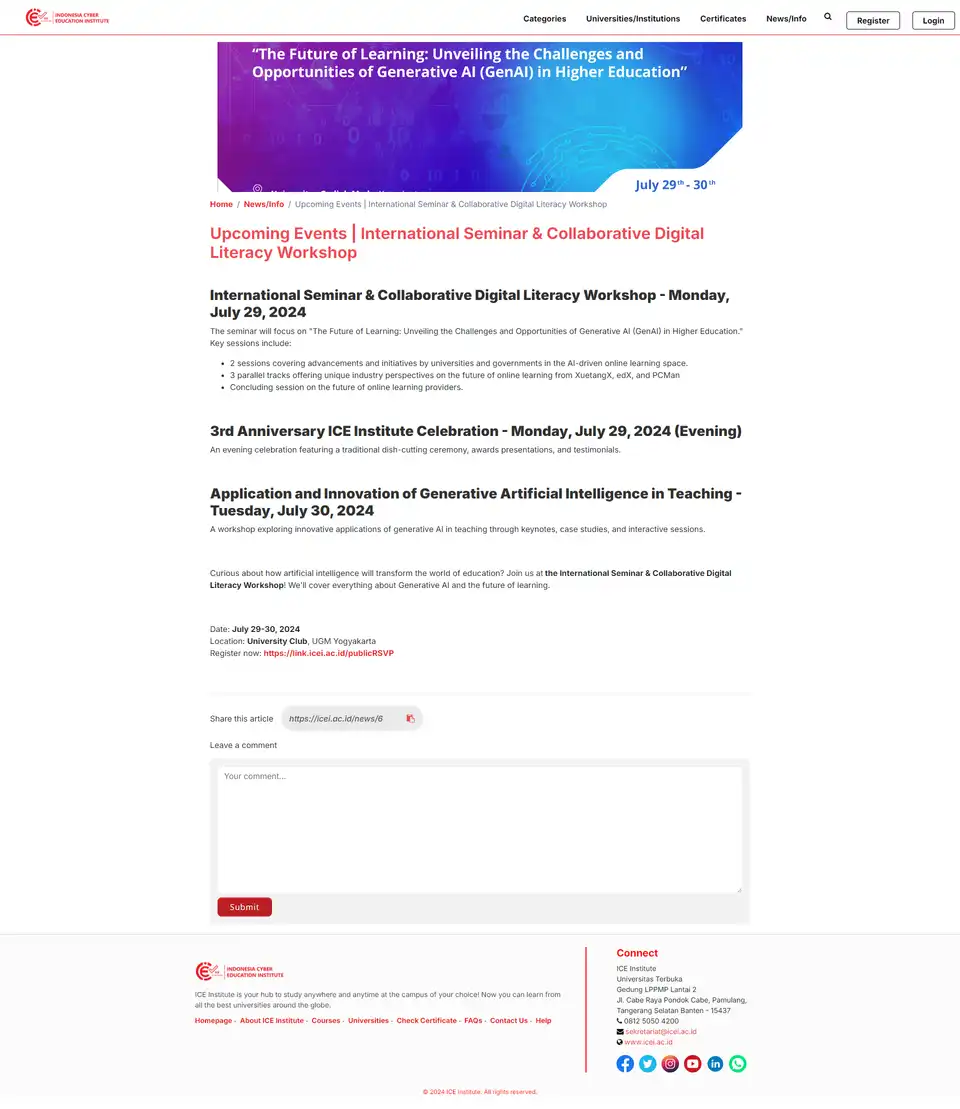 INDONESIA CYBER
EDUCATION INSTITUTE
Categories
Universities/Institutions
Certificates
News/Info
Register
Login
“The Future of Learning: Unveiling the Challenges and
Opportunities of Generative AI (GenAI) in Higher Education”
July 29th - 30th
Home / News/Info / Upcoming Events | International Seminar & Collaborative Digital Literacy Workshop
Upcoming Events | International Seminar & Collaborative Digital
Literacy Workshop
International Seminar & Collaborative Digital Literacy Workshop - Monday,
July 29, 2024
The seminar will focus on "The Future of Learning: Unveiling the Challenges and Opportunities of Generative AI (GenAI) in Higher Education."
Key sessions include:
• 2 sessions covering advancements and initiatives by universities and governments in the AI-driven online learning space.
• 3 parallel tracks offering unique industry perspectives on the future of online learning from XuetangX, edX, and PCMan
• Concluding session on the future of online learning providers.
3rd Anniversary ICE Institute Celebration - Monday, July 29, 2024 (Evening)
An evening celebration featuring a traditional dish-cutting ceremony, awards presentations, and testimonials.
Application and Innovation of Generative Artificial Intelligence in Teaching -
Tuesday, July 30, 2024
A workshop exploring innovative applications of generative AI in teaching through keynotes, case studies, and interactive sessions.
Curious about how artificial intelligence will transform the world of education? Join us at the International Seminar & Collaborative Digital
Literacy Workshop! We'll cover everything about Generative AI and the future of learning.
Date: July 29-30, 2024
Location: University Club, UGM Yogyakarta
Register now: https://link.icei.ac.id/publicRSVP
Share this article
https://icei.ac.id/news/6
Leave a comment
Your comment...
Submit
INDONESIA CYBER
EDUCATION INSTITUTE
ICE Institute is your hub to study anywhere and anytime at the campus of your choice! Now you can learn from
all the best universities around the globe.
Homepage - About ICE Institute - Courses - Universities - Check Certificate - FAQs - Contact Us - Help
Connect
ICE Institute
Universitas Terbuka
Gedung LPPMP Lantai 2
Jl. Cabe Raya Pondok Cabe, Pamulang,
Tangerang Selatan Banten - 15437
0812 5050 4200
sekretariat@icei.ac.id
www.icei.ac.id
© 2024 ICE Institute. All rights reserved.